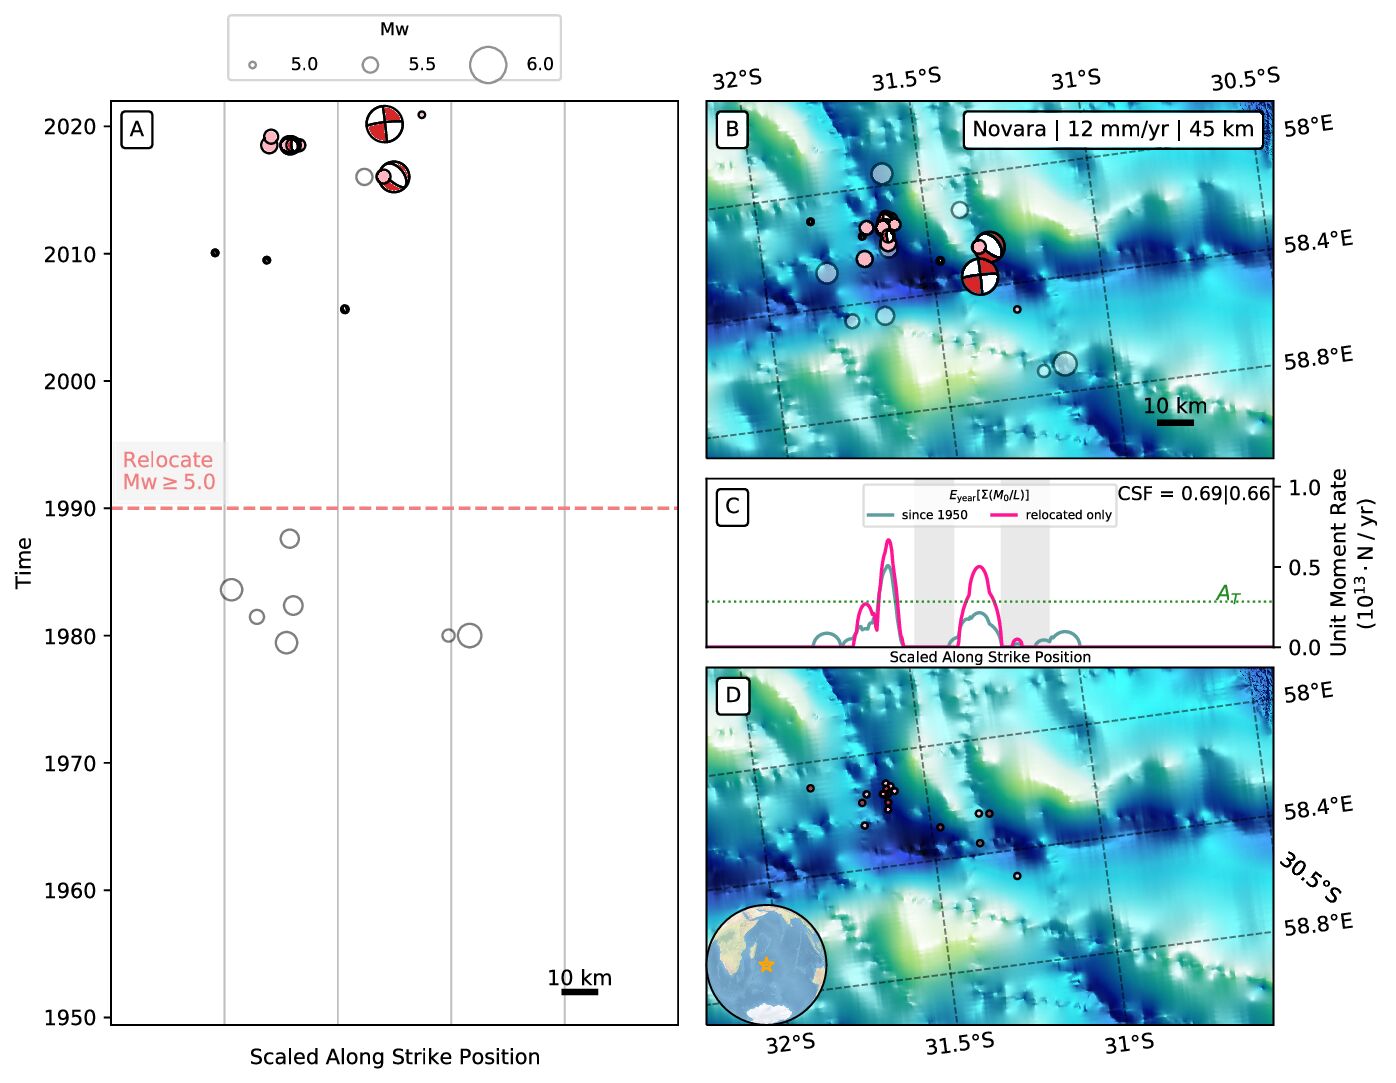 Mw
5.0 5.5 6.0
A
2020
2010
2000
1990
1980
1970
1960
1950
Time
Relocate
Mw ≥ 5.0
10 km
Scaled Along Strike Position
32°S 31.5°S 31°S 30.5°S
B
Novara | 12 mm/yr | 45 km
58°E
58.4°E
58.8°E
10 km
C
E_year[Σ(M_0/L)]
since 1950 relocated only
CSF = 0.69|0.66
A_T
1.0
0.5
0.0
Unit Moment Rate
(10^13 · N / yr)
Scaled Along Strike Position
D
58°E
58.4°E
30.5°S
58.8°E
32°S 31.5°S 31°S